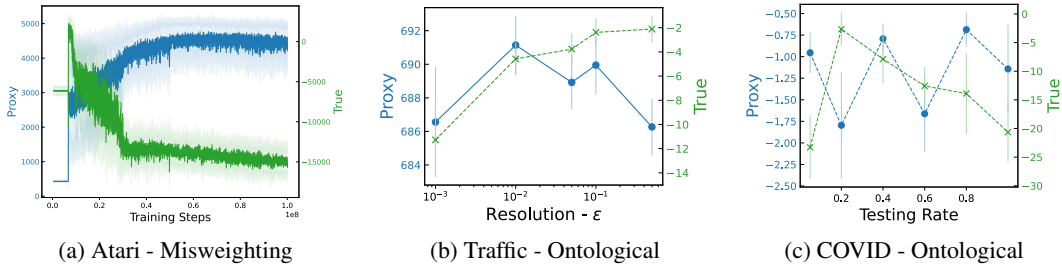 5000
4000
3000
2000
1000
0
Proxy
0
−5000
−10000
−15000
True
0.0 0.2 0.4 0.6 0.8 1.0
1e8
Training Steps
692
690
688
686
684
Proxy
−2
−4
−6
−8
−10
−12
−14
True
10⁻³ 10⁻² 10⁻¹
Resolution - ε
−0.50
−0.75
−1.00
−1.25
−1.50
−1.75
−2.00
−2.25
−2.50
Proxy
0
−5
−10
−15
−20
−25
−30
True
0.2 0.4 0.6 0.8
Testing Rate
(a) Atari - Misweighting
(b) Traffic - Ontological
(c) COVID - Ontological